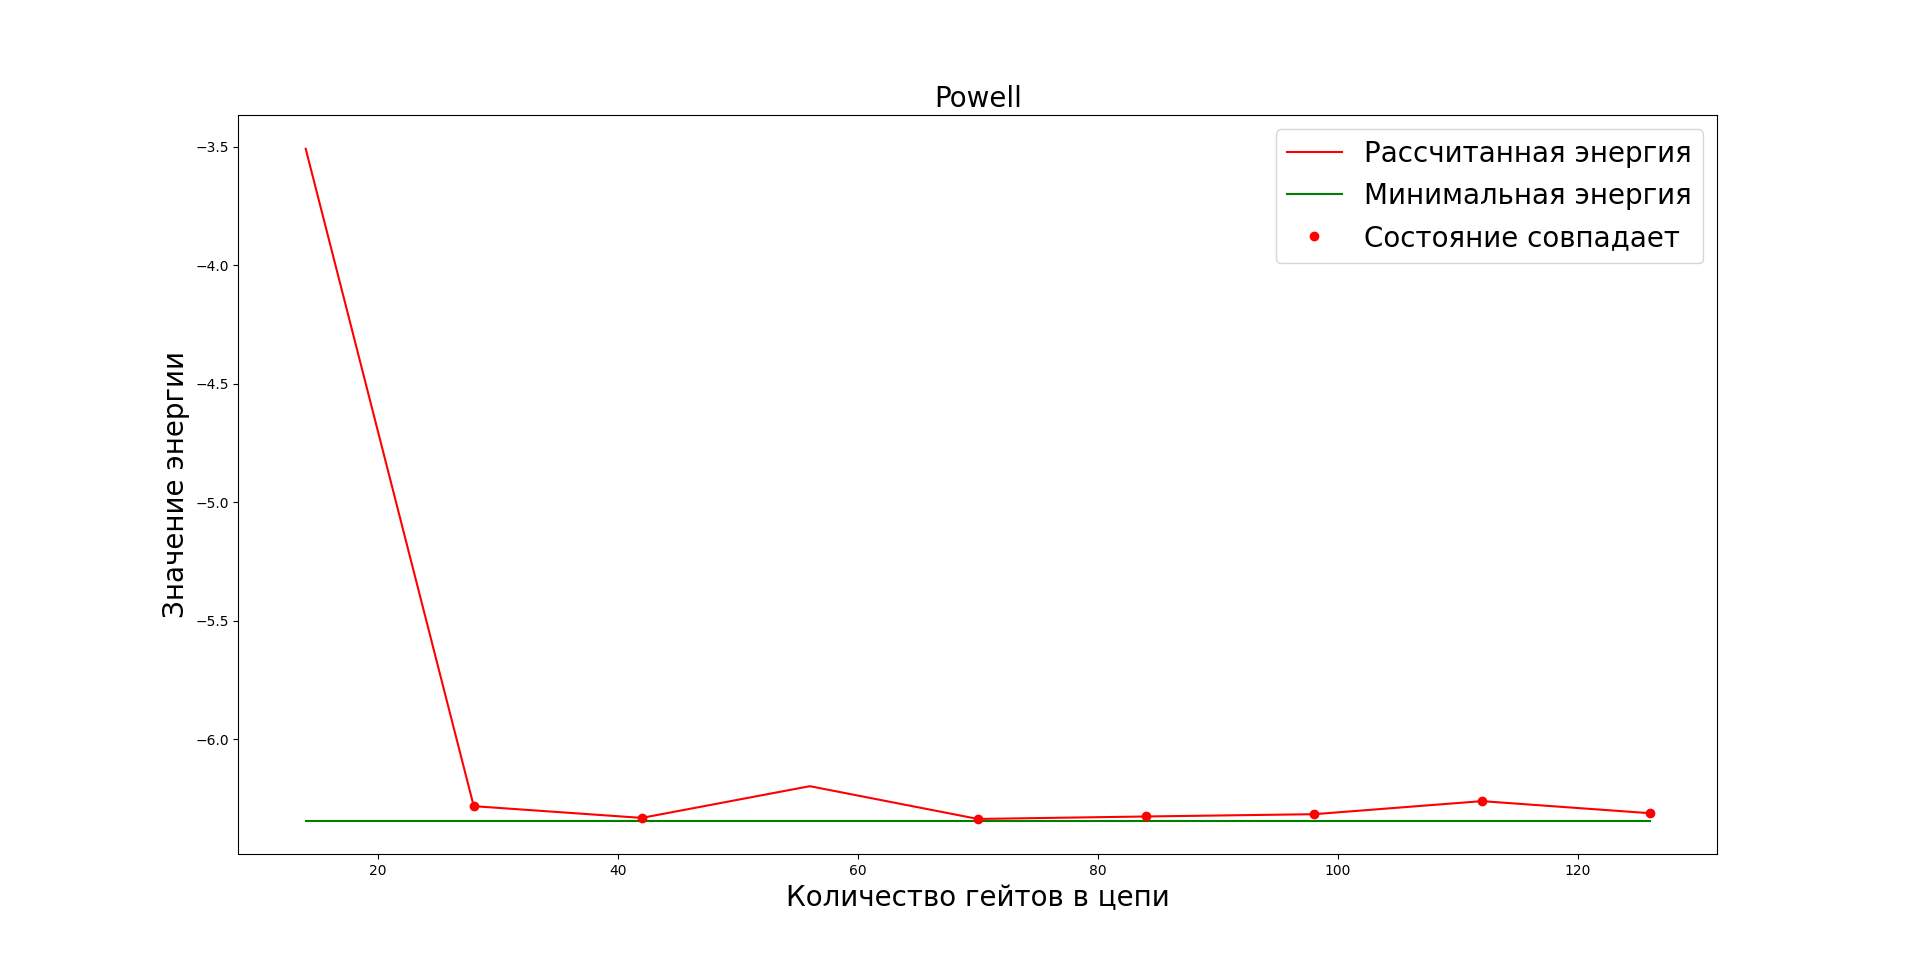 Powell
Рассчитанная энергия
Минимальная энергия
Состояние совпадает
Значение энергии
−3.5
−4.0
−4.5
−5.0
−5.5
−6.0
20 40 60 80 100 120
Количество гейтов в цепи